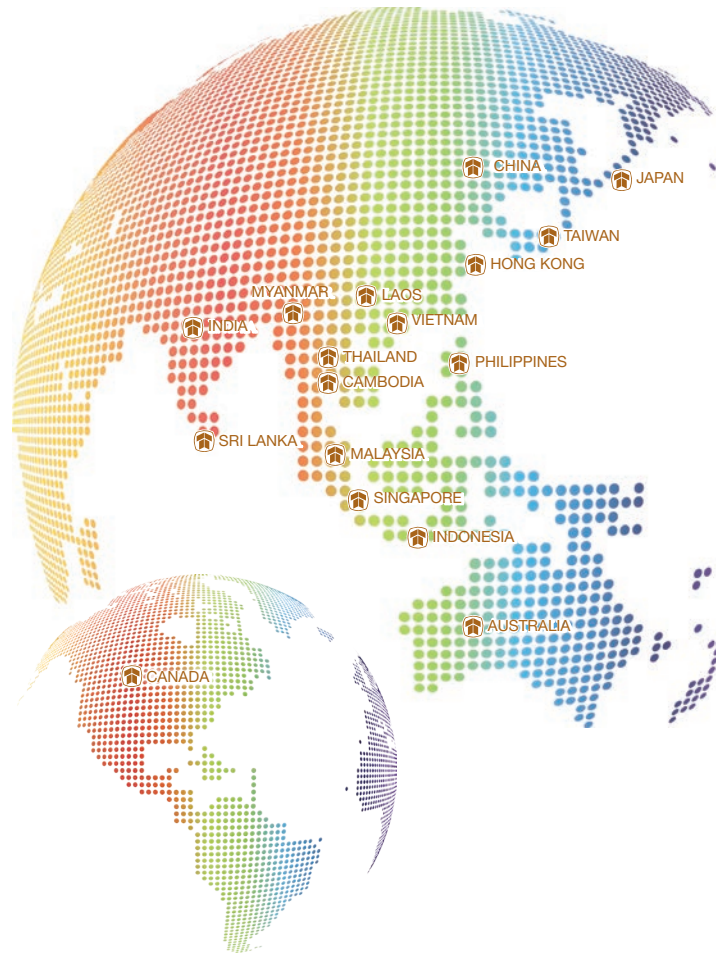 CHINA
JAPAN
TAIWAN
HONG KONG
MYANMAR
LAOS
INDIA
VIETNAM
THAILAND
PHILIPPINES
CAMBODIA
SRI LANKA
MALAYSIA
SINGAPORE
INDONESIA
AUSTRALIA
CANADA